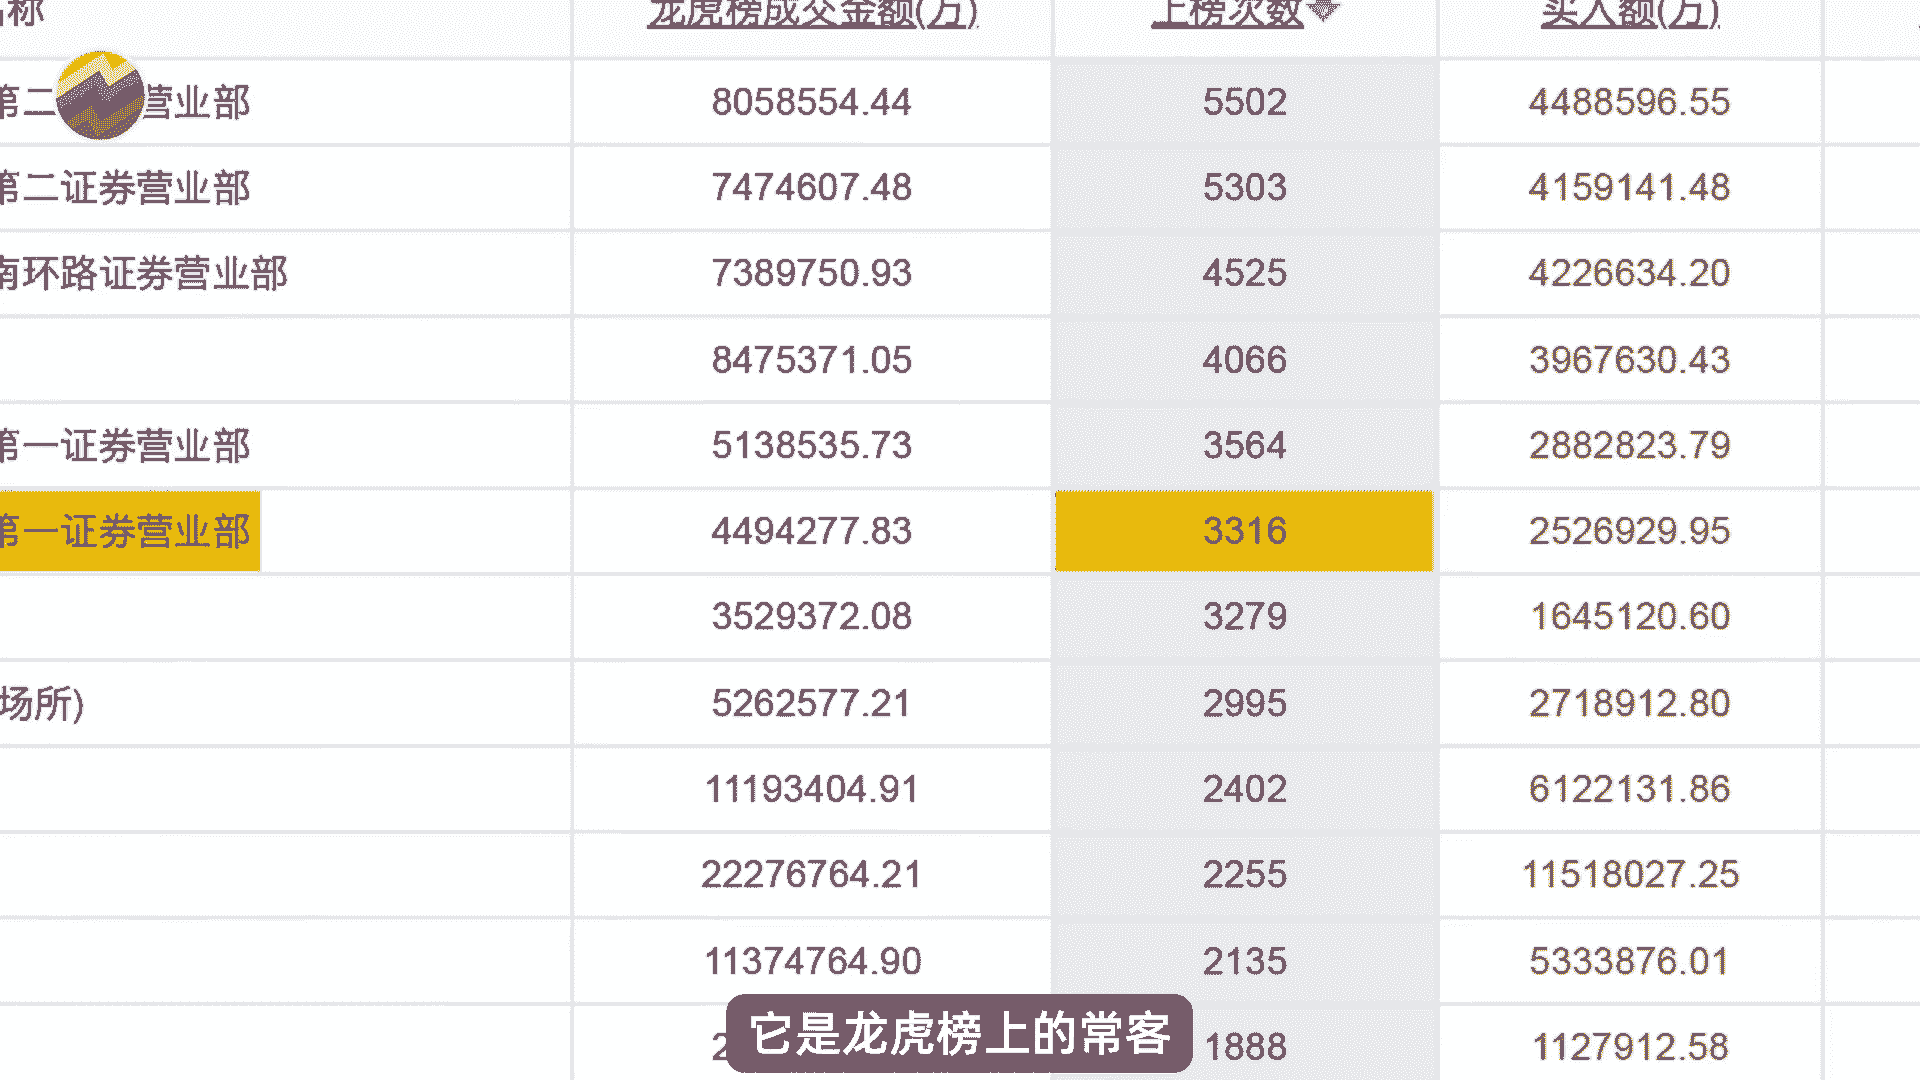 称 龙虎榜成交金额(万) 上榜次数 买入额(万)
第二 营业部 8058554.44 5502 4488596.55
第二证券营业部 7474607.48 5303 4159141.48
南环路证券营业部 7389750.93 4525 4226634.20
8475371.05 4066 3967630.43
第一证券营业部 5138535.73 3564 2882823.79
第一证券营业部 4494277.83 3316 2526929.95
3529372.08 3279 1645120.60
场所) 5262577.21 2995 2718912.80
11193404.91 2402 6122131.86
22276764.21 2255 11518027.25
11374764.90 2135 5333876.01
2 1888 1127912.58
它是龙虎榜上的常客